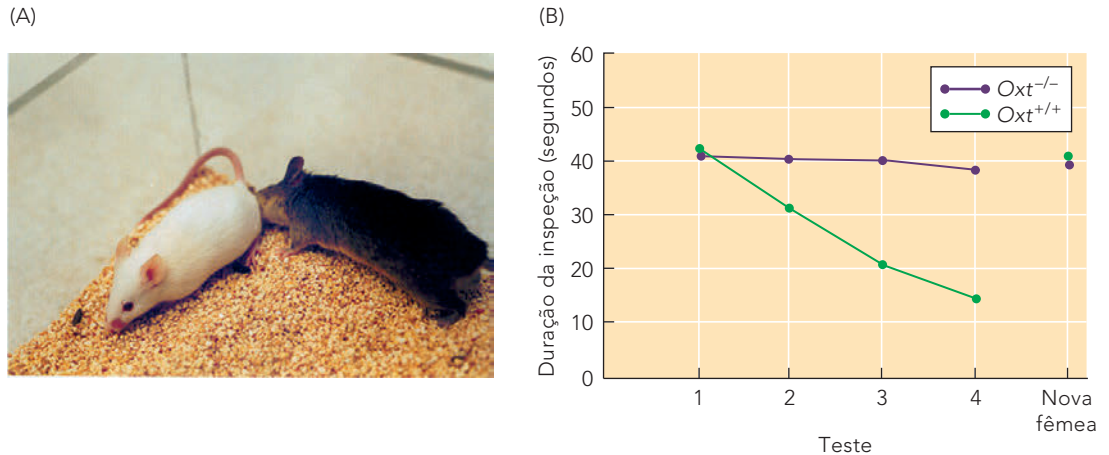 (A)
(B)
Duração da inspeção (segundos)
60
50
40
30
20
10
0
Oxt⁻/⁻
Oxt⁺/⁺
1 2 3 4 Nova
fêmea
Teste